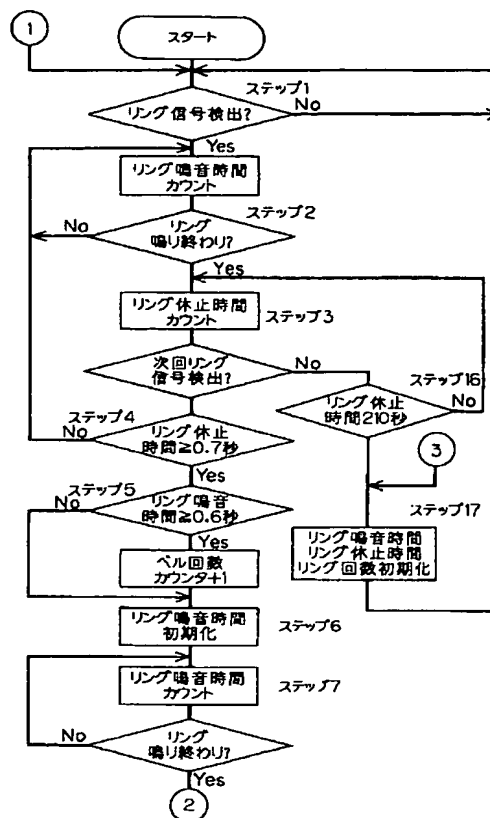 1
スタート
ステップ1
リング信号検出?
No
Yes
リング鳴音時間
カウント
ステップ2
No
リング
鳴り終わり?
Yes
リング休止時間
カウント
ステップ3
次回リング
信号検出?
No
ステップ16
リング休止
時間210秒
No
ステップ4
No
リング休止
時間≧0.7秒
Yes
3
ステップ5
No
リング鳴音
時間≧0.6秒
Yes
ステップ17
リング鳴音時間
リング休止時間
リング回数初期化
ベル回数
カウンタ+1
リング鳴音時間
初期化
ステップ6
リング鳴音時間
カウント
ステップ7
No
リング
鳴り終わり?
Yes
2